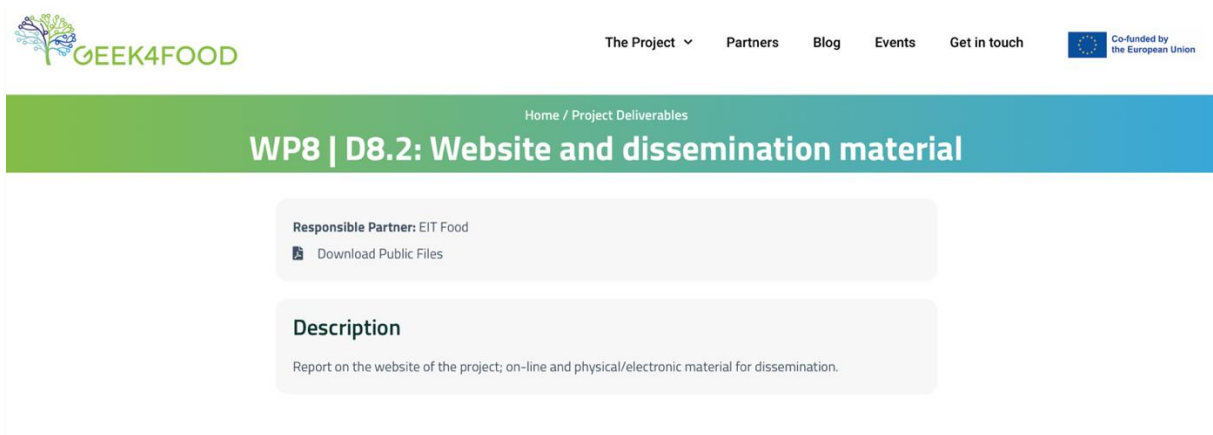 GEEK4FOOD
The Project
Partners
Blog
Events
Get in touch
Co-funded by
the European Union
Home / Project Deliverables
WP8 | D8.2: Website and dissemination material
Responsible Partner: EIT Food
Download Public Files
Description
Report on the website of the project; on-line and physical/electronic material for dissemination.